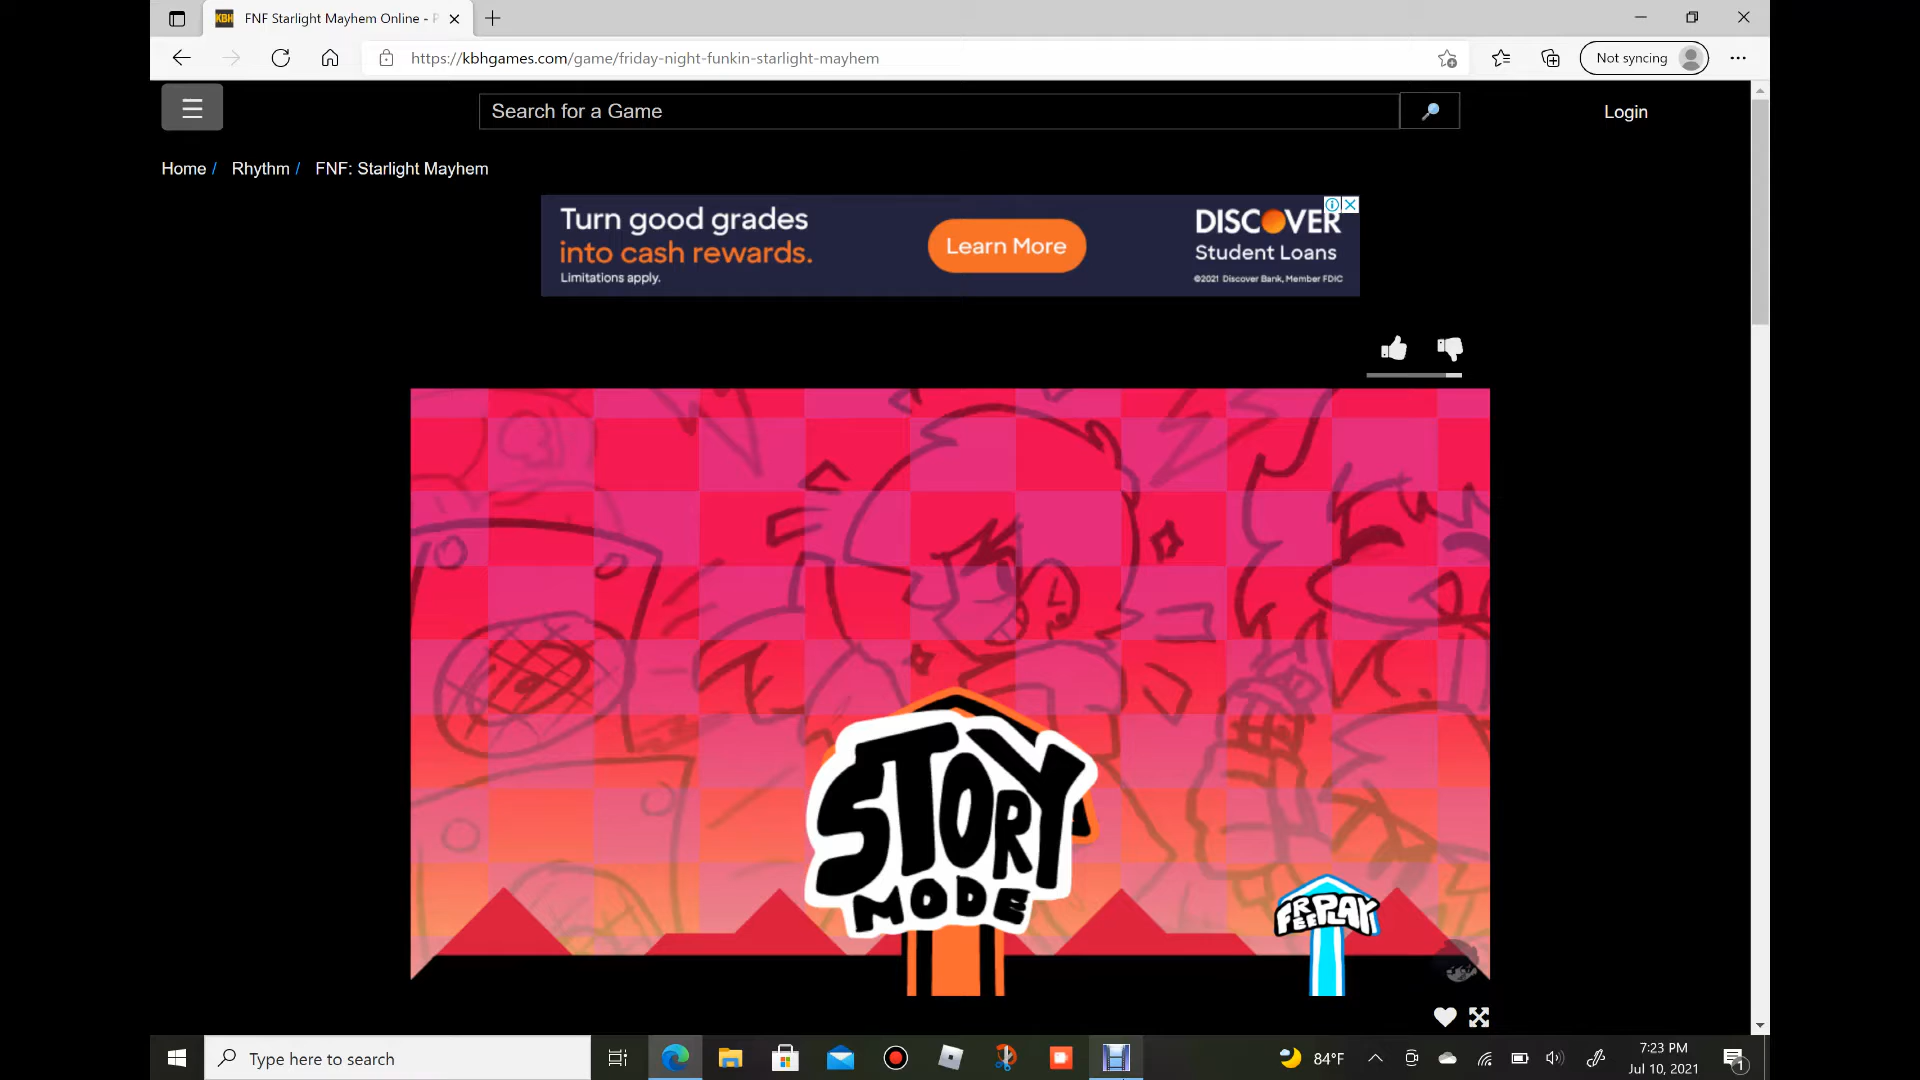 KBH FNF Starlight Mayhem Online - P
https://kbhgames.com/game/friday-night-funkin-starlight-mayhem
Not syncing
Search for a Game
Login
Home / Rhythm / FNF: Starlight Mayhem
Turn good grades
into cash rewards.
Limitations apply.
Learn More
DISCOVER
Student Loans
©2021 Discover Bank, Member FDIC
STORY
MODE
FREEPLAY
Type here to search
84°F
7:23 PM
Jul 10, 2021
1